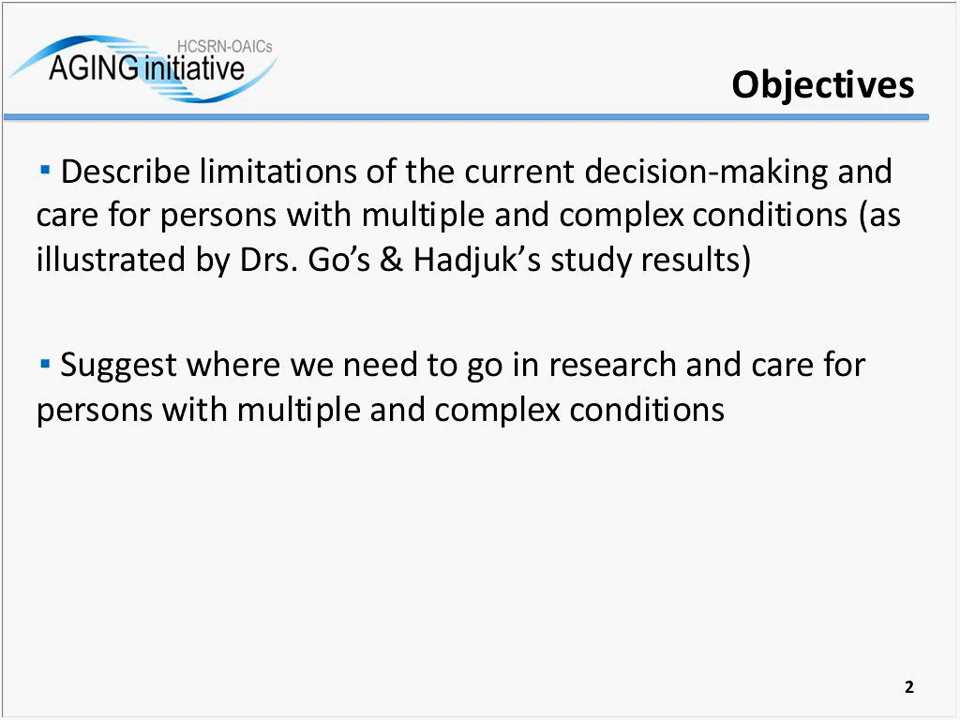 HCSRN-OAICs
AGING initiative
Objectives
▪ Describe limitations of the current decision-making and
care for persons with multiple and complex conditions (as
illustrated by Drs. Go’s & Hadjuk’s study results)
▪ Suggest where we need to go in research and care for
persons with multiple and complex conditions
2